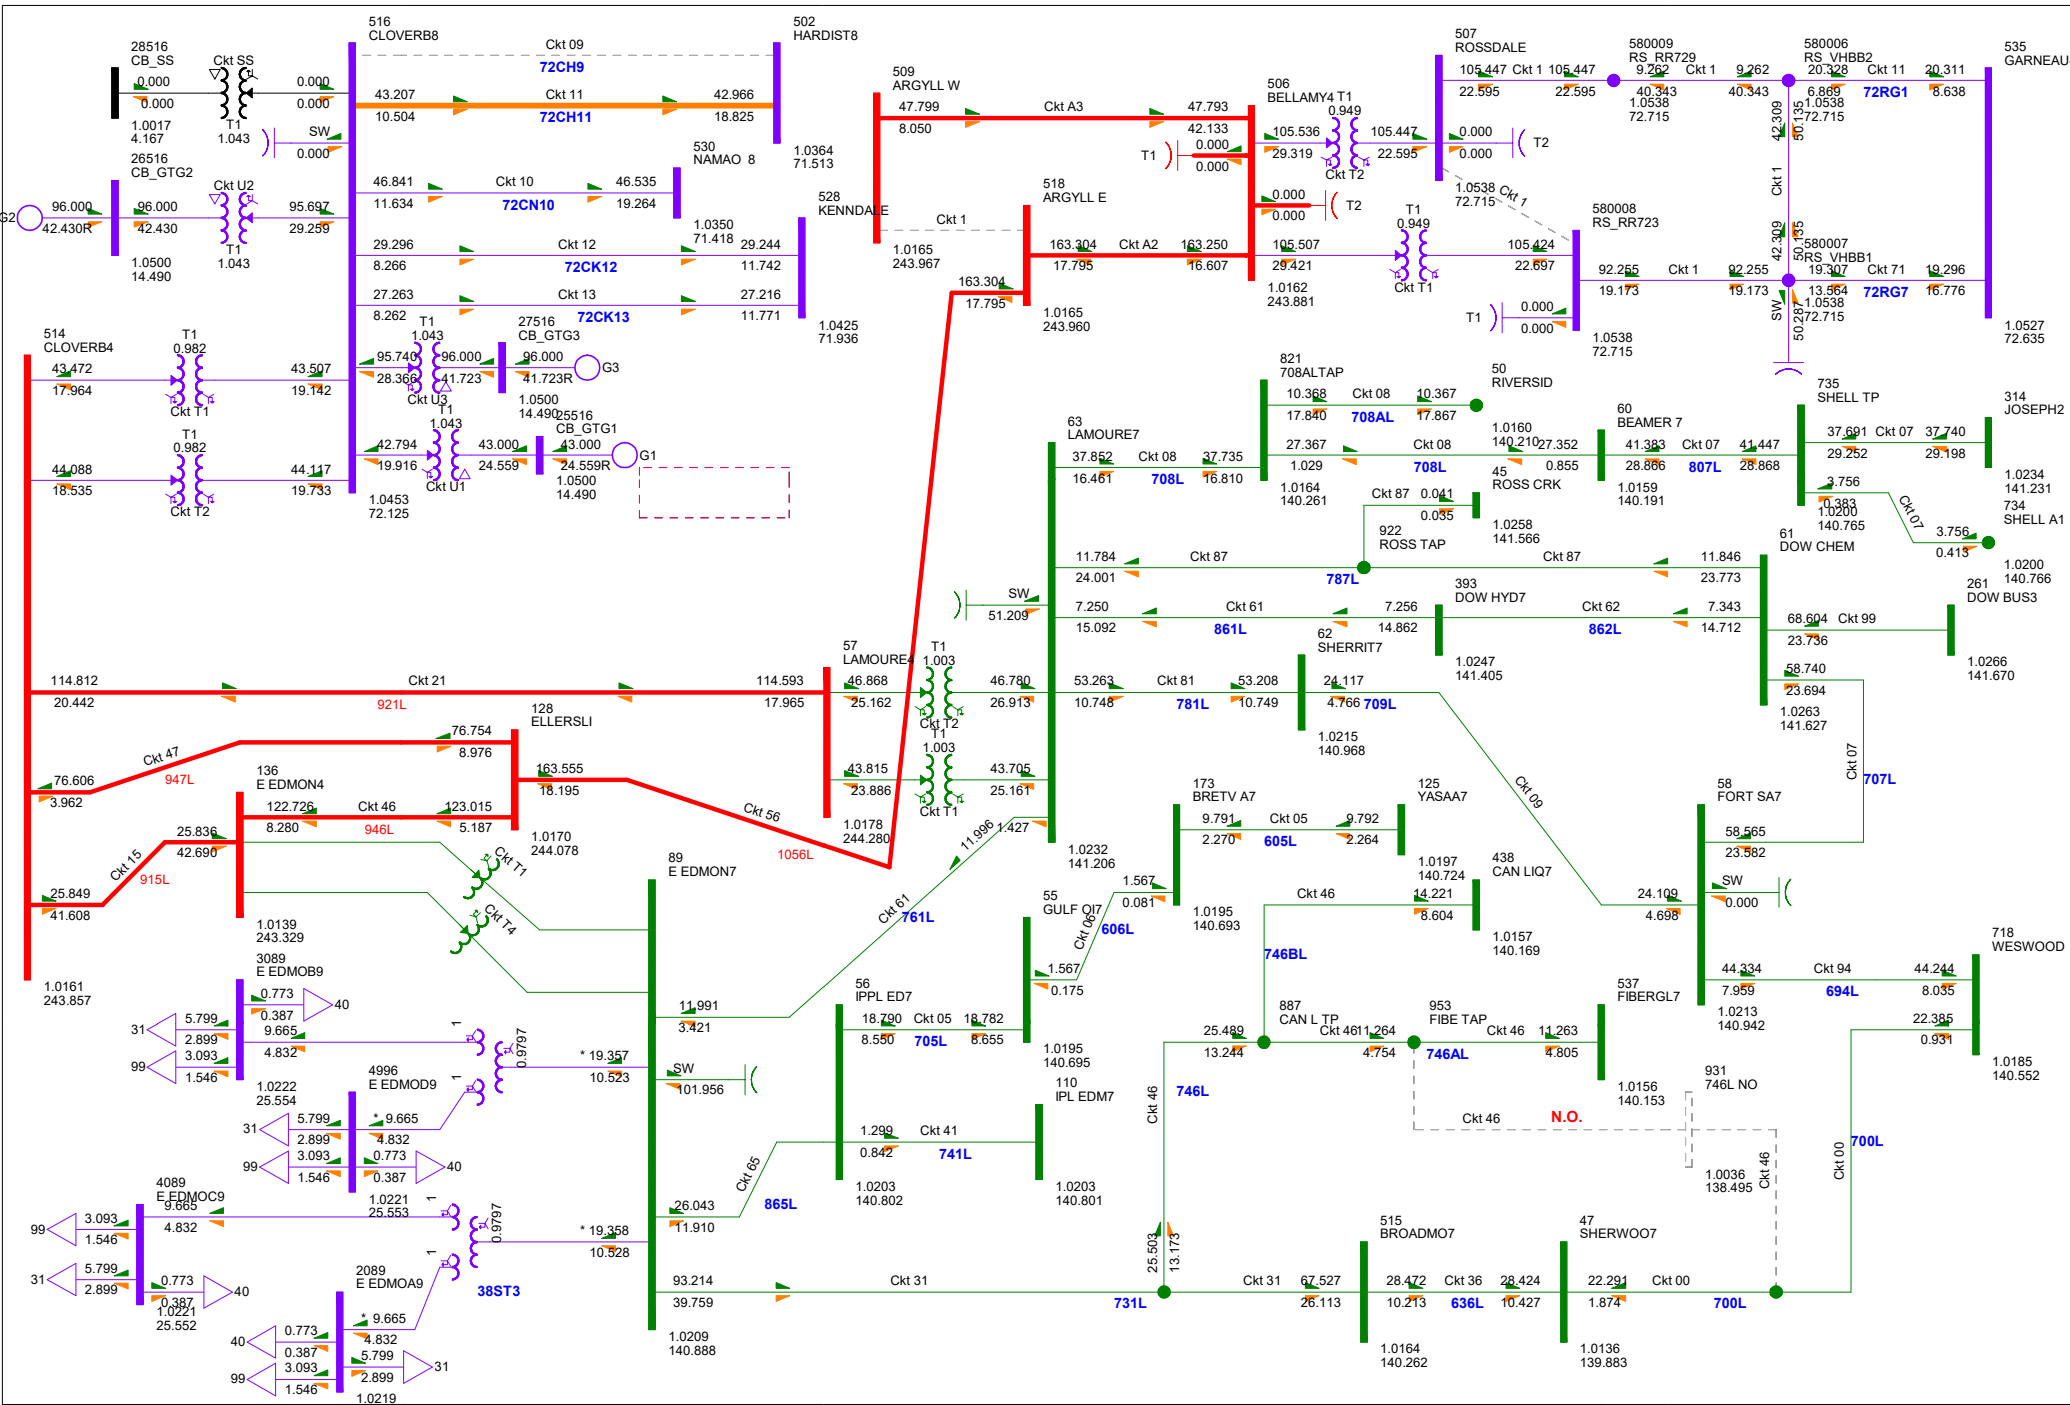 28516
CB_SS
0.000
0.000
1.0017
4.167
Ckt SS
T1
1.043
0.000
0.000
SW
0.000
26516
CB_GTG2
G2
96.000
42.430R
96.000
42.430
1.0500
14.490
Ckt U2
T1
1.043
95.697
29.259
516
CLOVERB8
Ckt 09
72CH9
43.207
10.504
Ckt 11
72CH11
42.966
18.825
502
HARDIST8
1.0364
71.513
530
NAMAO 8
46.841
11.634
Ckt 10
72CN10
46.535
19.264
1.0350
71.418
528
KENNDALE
29.296
8.266
Ckt 12
72CK12
29.244
11.742
27.263
8.262
Ckt 13
72CK13
27.216
11.771
1.0425
71.936
514
CLOVERB4
43.472
17.964
T1
0.982
Ckt T1
43.507
19.142
44.088
18.535
T1
0.982
Ckt T2
44.117
19.733
95.740
28.366
T1
1.043
Ckt U3
96.000
41.723
27516
CB_GTG3
96.000
41.723R
G3
1.0500
14.490
42.794
19.916
T1
1.043
Ckt U1
43.000
24.559
25516
CB_GTG1
43.000
24.559R
G1
1.0500
14.490
1.0453
72.125
509
ARGYLL W
47.799
8.050
Ckt A3
47.793
42.133
Ckt 1
1.0165
243.967
518
ARGYLL E
163.304
17.795
163.304
17.795
Ckt A2
163.250
16.607
1.0165
243.960
506
BELLAMY4
T1
0.000
0.000
0.000
0.000
T2
105.536
29.319
T1
0.949
Ckt T2
105.447
22.595
105.507
29.421
T1
0.949
Ckt T1
105.424
22.697
1.0162
243.881
507
ROSSDALE
105.447
22.595
Ckt 1
105.447
22.595
0.000
0.000
T2
1.0538
72.715
Ckt 1
580009
RS_RR729
9.262
40.343
Ckt 1
9.262
40.343
1.0538
72.715
580006
RS_VHBB2
20.328
6.869
Ckt 11
72RG1
20.311
8.638
1.0538
72.715
535
GARNEAU
42.309
50.135
Ckt 1
42.309
50.135
580008
RS_RR723
92.255
19.173
Ckt 1
92.255
19.173
T1
0.000
0.000
1.0538
72.715
580007
RS_VHBB1
19.307
13.564
Ckt 71
72RG7
19.296
16.776
1.0538
72.715
SW
50.287
1.0527
72.635
821
708ALTAP
10.368
17.840
Ckt 08
708AL
10.367
17.867
50
RIVERSID
1.0160
140.210
27.367
1.029
Ckt 08
708L
27.352
0.855
1.0164
140.261
63
LAMOURE7
37.852
16.461
Ckt 08
708L
37.735
16.810
60
BEAMER 7
41.383
28.866
Ckt 07
807L
41.447
28.868
1.0159
140.191
735
SHELL TP
37.691
29.252
Ckt 07
37.740
29.198
314
JOSEPH2
1.0234
141.231
3.756
0.383
1.0200
140.765
Ckt 07
734
SHELL A1
3.756
0.413
1.0200
140.766
45
ROSS CRK
Ckt 87
0.041
0.035
1.0258
141.566
922
ROSS TAP
11.784
24.001
Ckt 87
787L
Ckt 87
11.846
23.773
61
DOW CHEM
SW
51.209
7.250
15.092
Ckt 61
861L
7.256
14.862
393
DOW HYD7
Ckt 62
862L
7.343
14.712
1.0247
141.405
68.604
23.736
Ckt 99
261
DOW BUS3
1.0266
141.670
58.740
23.694
1.0263
141.627
Ckt 07
707L
114.812
20.442
Ckt 21
921L
114.593
17.965
57
LAMOURE4
46.868
25.162
T1
1.003
Ckt T2
46.780
26.913
43.815
23.886
T1
1.003
Ckt T1
43.705
25.161
1.0178
244.280
53.263
10.748
Ckt 81
781L
53.208
10.749
62
SHERRIT7
24.117
4.766
709L
1.0215
140.968
Ckt 09
128
ELLERSLI
76.754
8.976
Ckt 47
947L
76.606
3.962
163.555
18.195
Ckt 56
1056L
136
E EDMON4
122.726
8.280
Ckt 46
946L
123.015
5.187
1.0170
244.078
25.836
42.690
Ckt 15
915L
25.849
41.608
Ckt T1
Ckt T4
1.0139
243.329
1.0161
243.857
11.996
1.427
1.0232
141.206
Ckt 61
761L
89
E EDMON7
11.991
3.421
SW
101.956
26.043
11.910
Ckt 65
865L
93.214
39.759
Ckt 31
731L
1.0209
140.888
173
BRETV A7
9.791
2.270
Ckt 05
605L
9.792
2.264
125
YASAA7
1.0197
140.724
1.567
0.081
1.0195
140.693
Ckt 06
606L
55
GULF OI7
1.567
0.175
1.0195
140.695
56
IPPL ED7
18.790
8.550
Ckt 05
705L
18.782
8.655
1.299
0.842
Ckt 41
741L
110
IPL EDM7
1.0203
140.802
1.0203
140.801
438
CAN LIQ7
Ckt 46
14.221
8.604
1.0157
140.169
746BL
887
CAN L TP
25.489
13.244
Ckt 46
11.264
4.754
953
FIBE TAP
746AL
Ckt 46
11.263
4.805
537
FIBERGL7
1.0156
140.153
746L
Ckt 46
25.503
13.173
Ckt 46
N.O.
931
746L NO
1.0036
138.495
Ckt 46
58
FORT SA7
58.565
23.582
SW
0.000
24.109
4.698
44.334
7.959
Ckt 94
694L
44.244
8.035
1.0213
140.942
718
WESWOOD
22.385
0.931
1.0185
140.552
Ckt 00
700L
Ckt 31
67.527
26.113
515
BROADMO7
28.472
10.213
Ckt 36
636L
28.424
10.427
47
SHERWOO7
22.291
1.874
Ckt 00
700L
1.0164
140.262
1.0136
139.883
3089
E EDMOB9
0.773
0.387
40
31
5.799
2.899
9.665
4.832
99
3.093
1.546
1.0222
25.554
1
1
0.9797
* 19.357
10.523
4996
E EDMOD9
31
5.799
2.899
* 9.665
4.832
99
3.093
1.546
0.773
0.387
40
1.0221
25.553
4089
E EDMOC9
9.665
4.832
99
3.093
1.546
31
5.799
2.899
0.773
0.387
40
1.0221
25.552
1
1
0.9797
* 19.358
10.528
38ST3
2089
E EDMOA9
* 9.665
4.832
40
0.773
0.387
5.799
2.899
31
99
3.093
1.546
1.0219